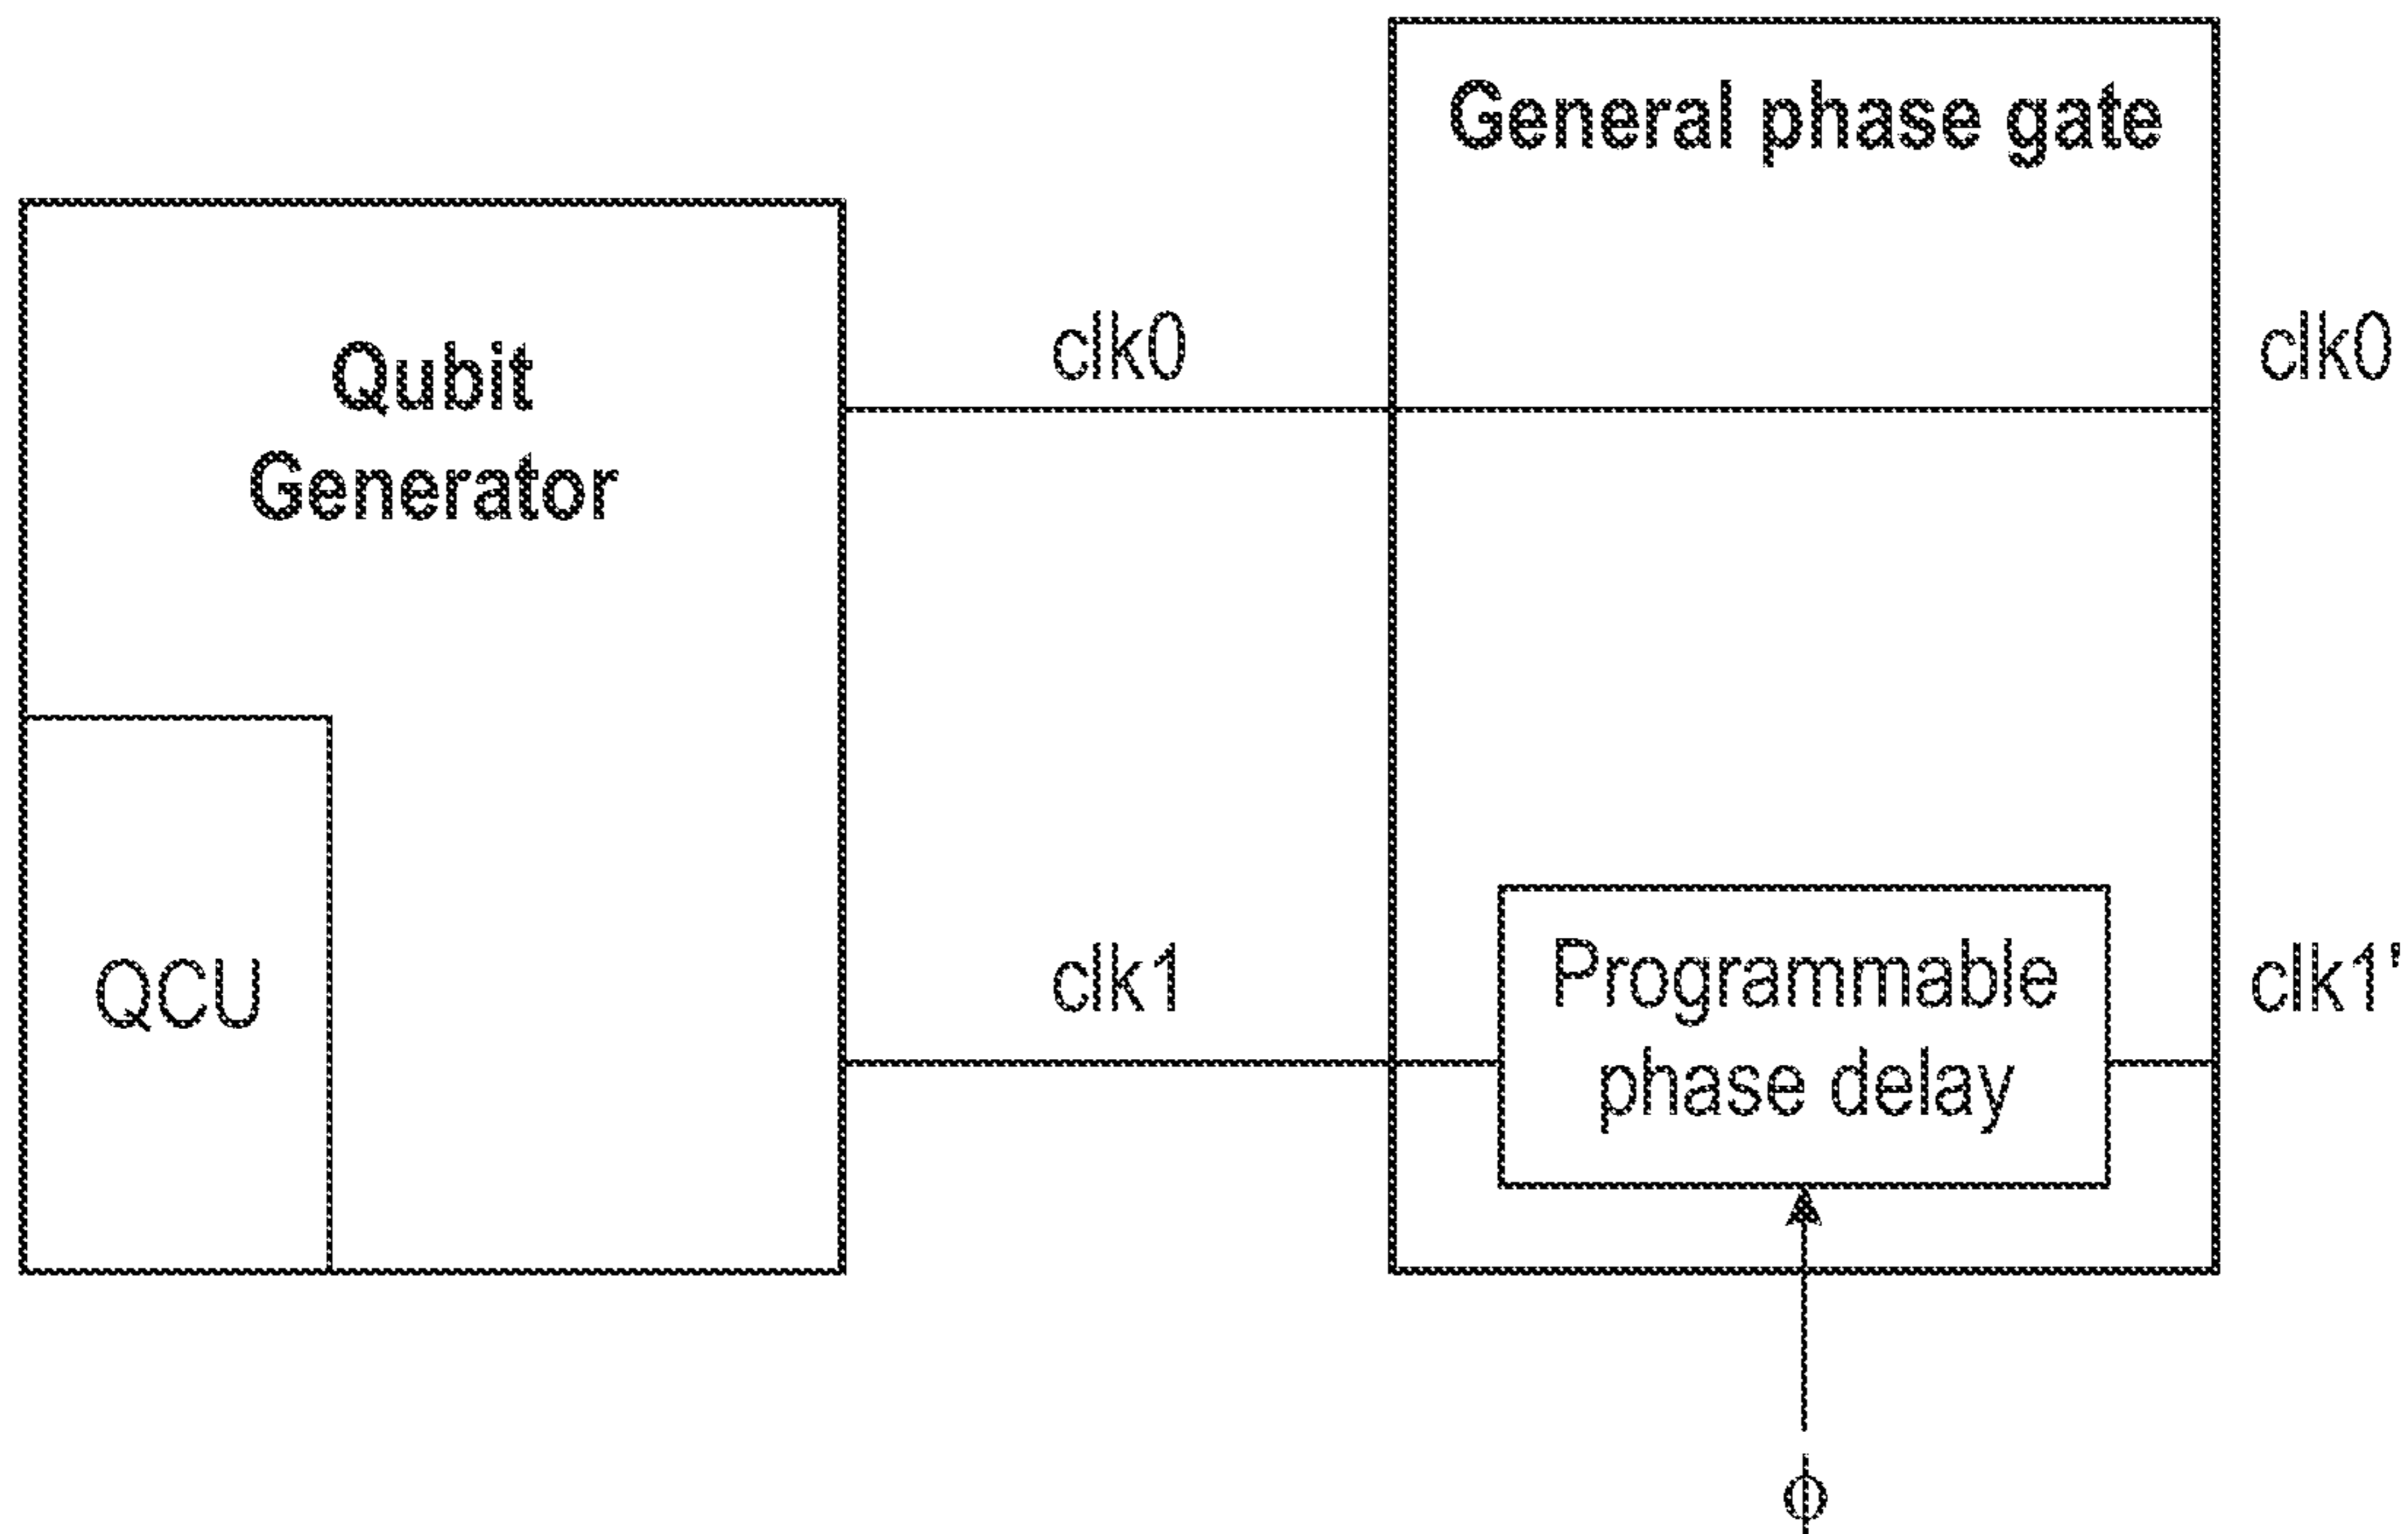 General phase gate
Qubit
Generator
clk0
clk0
QCU
clk1
Programmable
phase delay
clk1'
ϕ